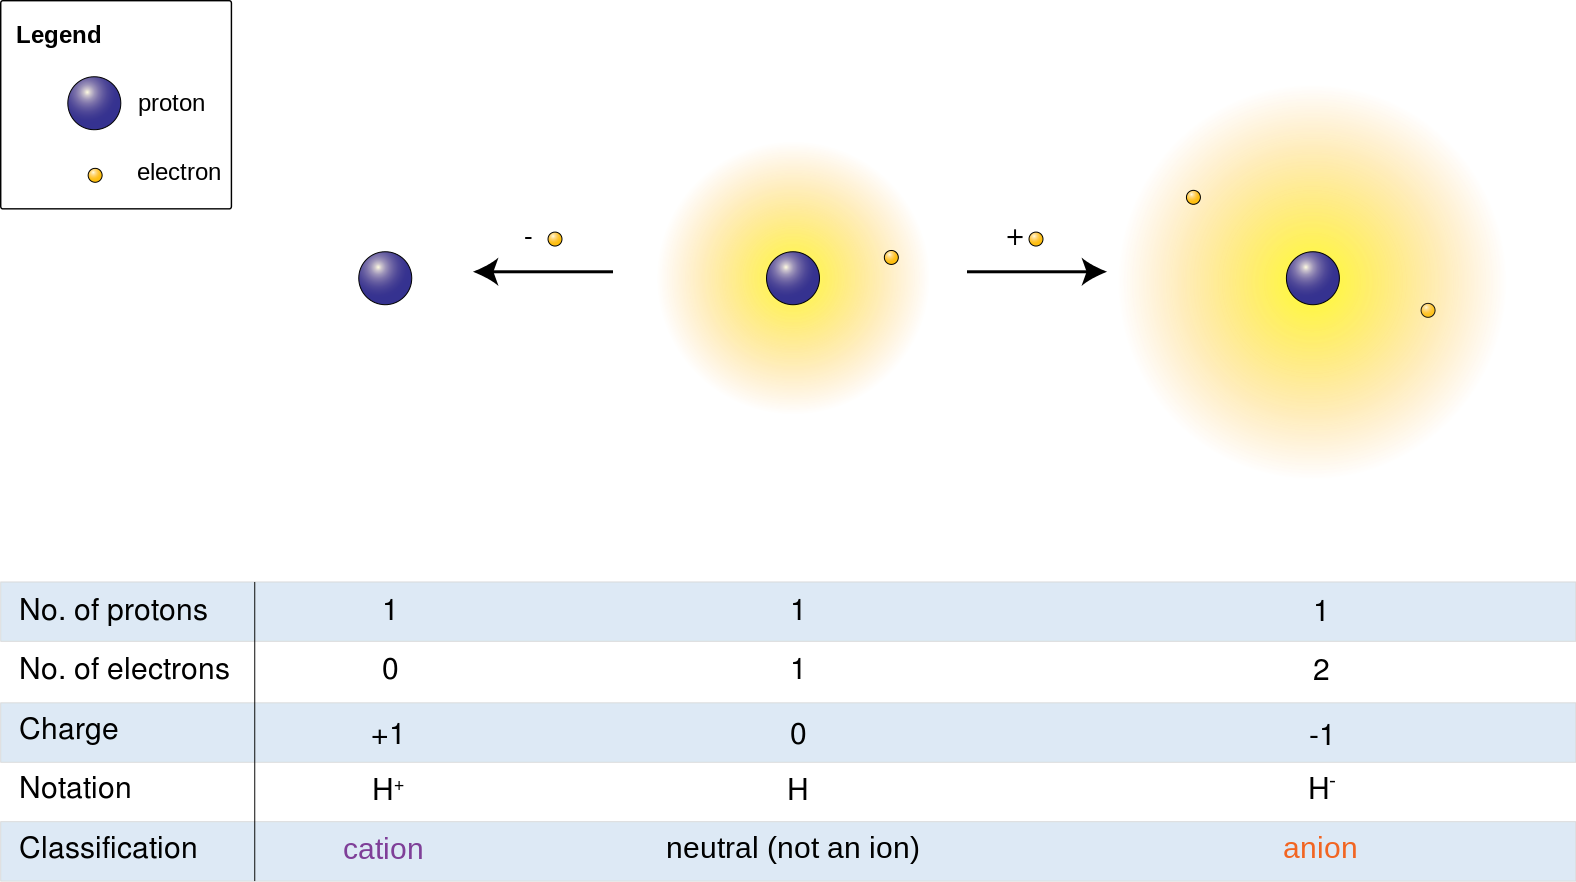 Legend
proton
electron
- 
+
No. of protons 1 1 1
No. of electrons 0 1 2
Charge +1 0 -1
Notation H⁺ H H⁻
Classification cation neutral (not an ion) anion